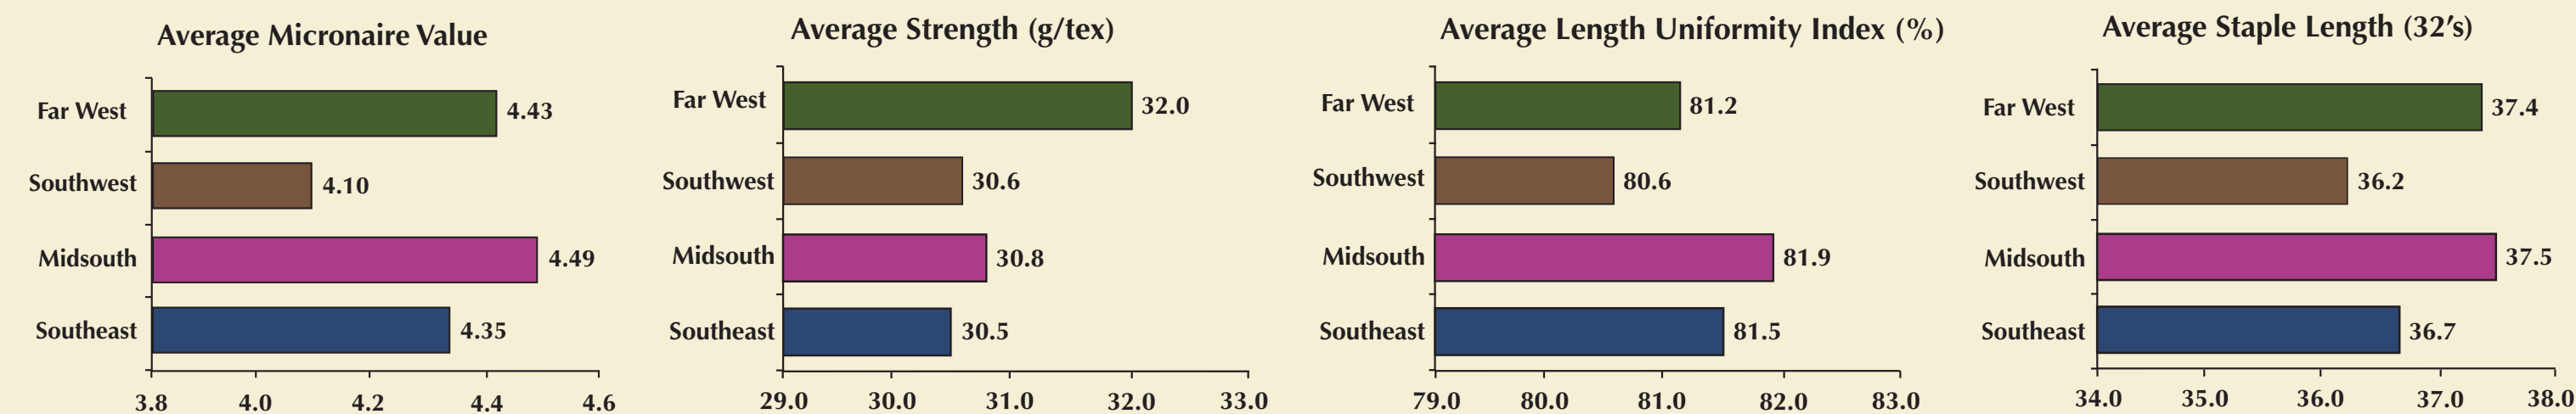 Average Micronaire Value
Far West 4.43
Southwest 4.10
Midsouth 4.49
Southeast 4.35
3.8 4.0 4.2 4.4 4.6
Average Strength (g/tex)
Far West 32.0
Southwest 30.6
Midsouth 30.8
Southeast 30.5
29.0 30.0 31.0 32.0 33.0
Average Length Uniformity Index (%)
Far West 81.2
Southwest 80.6
Midsouth 81.9
Southeast 81.5
79.0 80.0 81.0 82.0 83.0
Average Staple Length (32’s)
Far West 37.4
Southwest 36.2
Midsouth 37.5
Southeast 36.7
34.0 35.0 36.0 37.0 38.0